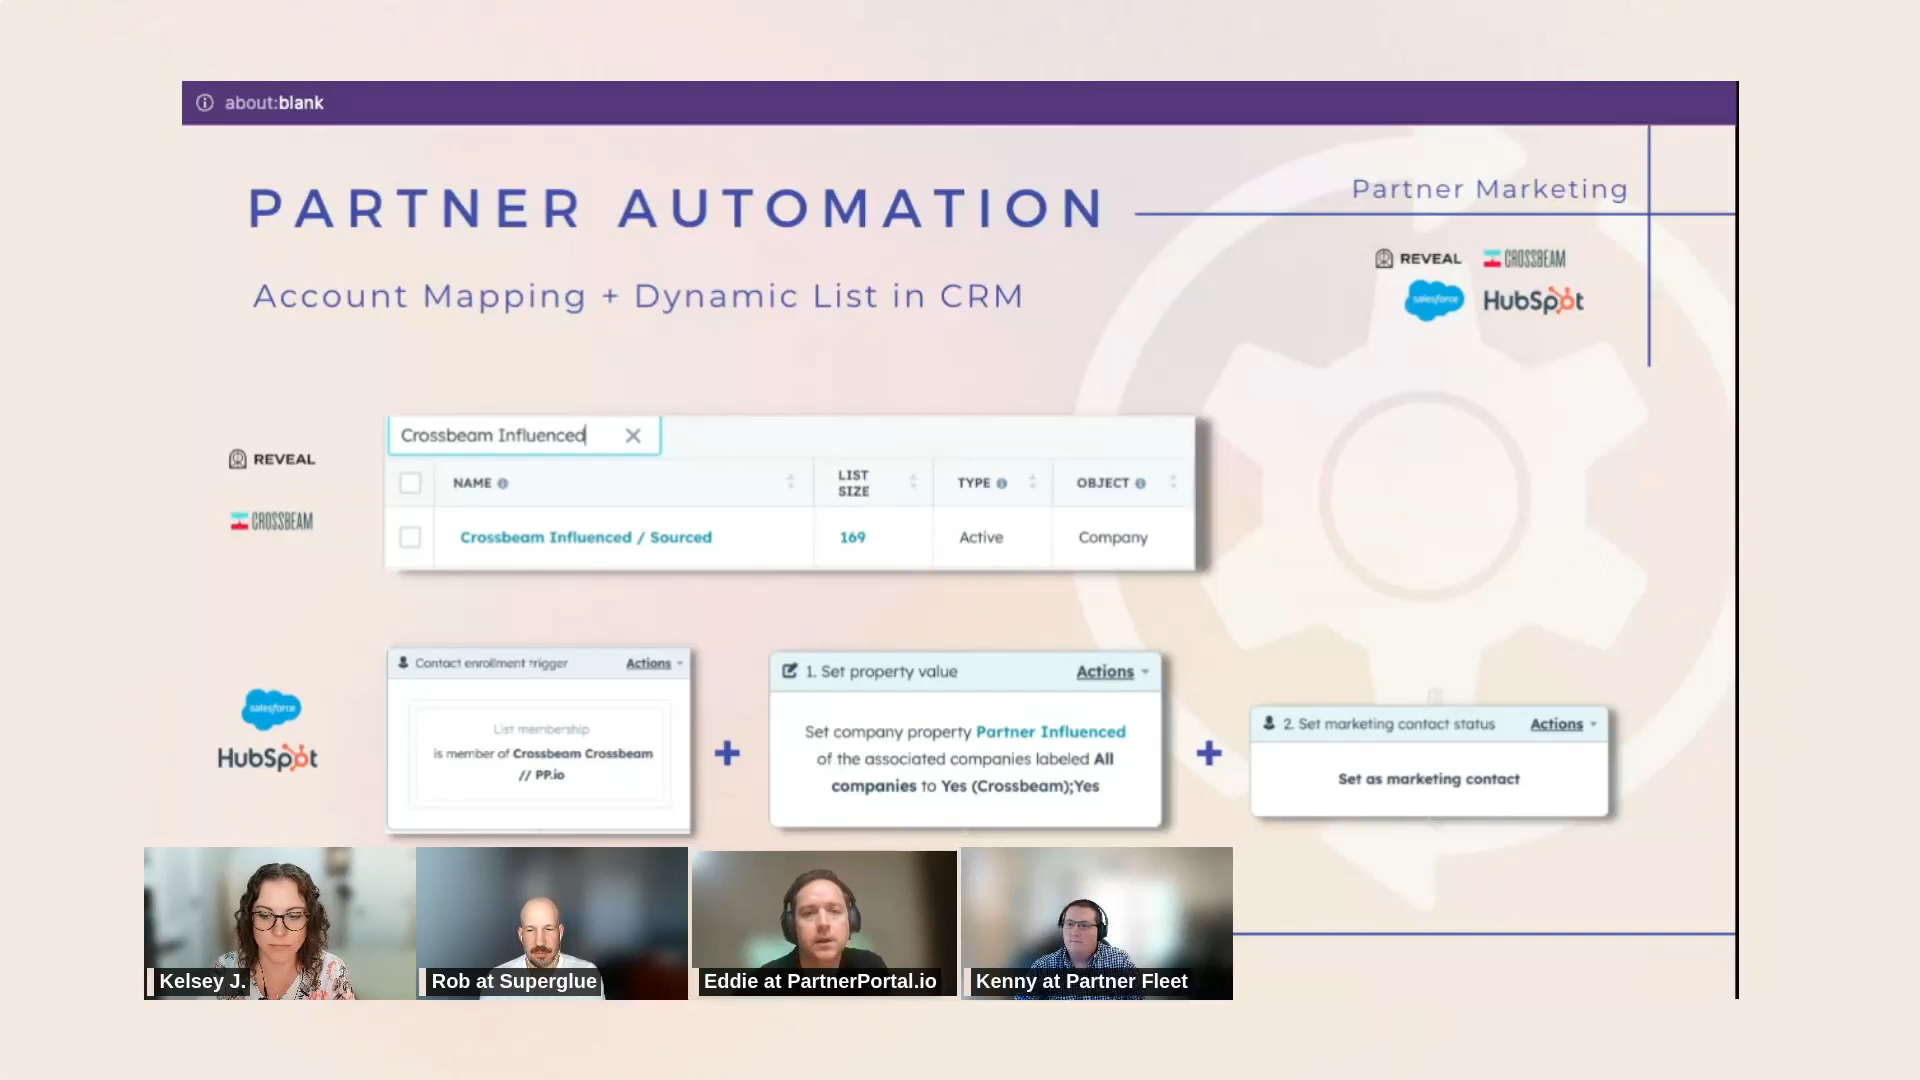 about:blank
PARTNER AUTOMATION
Partner Marketing
REVEAL CROSSBEAM
salesforce HubSpot
Account Mapping + Dynamic List in CRM
Crossbeam Influenced
REVEAL
CROSSBEAM
NAME LIST SIZE TYPE OBJECT
Crossbeam Influenced / Sourced 169 Active Company
salesforce
HubSpot
Contact enrollment trigger Actions
List membership
is member of Crossbeam Crossbeam
// PP.io
+
1. Set property value Actions
Set company property Partner Influenced
of the associated companies labeled All
companies to Yes (Crossbeam);Yes
+
2. Set marketing contact status Actions
Set as marketing contact
Kelsey J.
Rob at Superglue
Eddie at PartnerPortal.io
Kenny at Partner Fleet